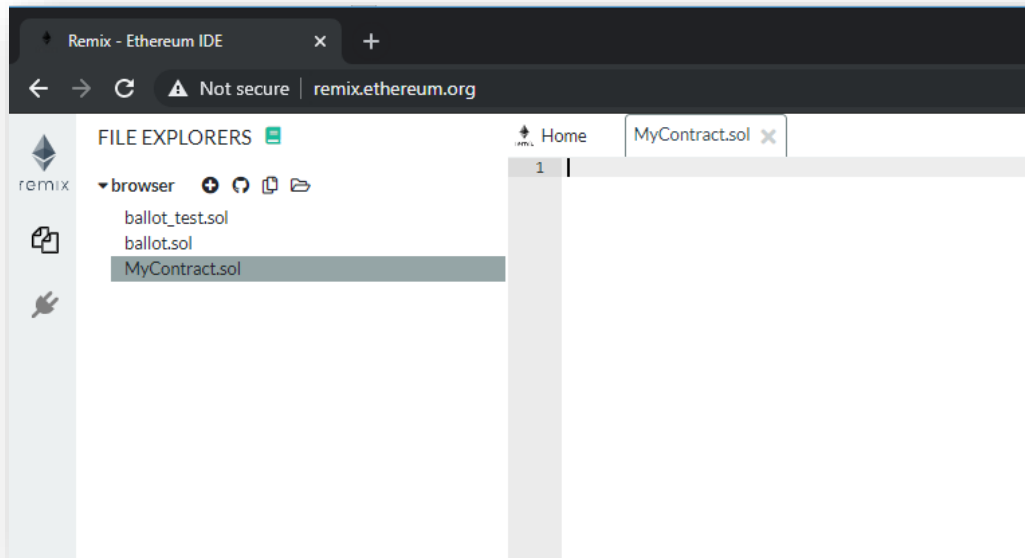 Remix - Ethereum IDE
Not secure | remix.ethereum.org
remix
FILE EXPLORERS
browser
ballot_test.sol
ballot.sol
MyContract.sol
Home
MyContract.sol
1